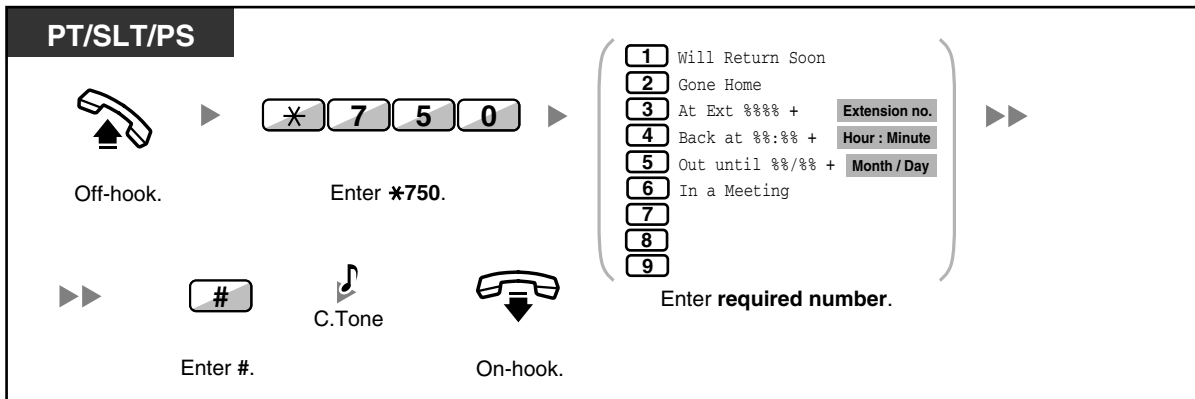 PT/SLT/PS
1 Will Return Soon
2 Gone Home
3 At Ext %%%% + Extension no.
4 Back at %%:%% + Hour : Minute
5 Out until %%/%% + Month / Day
6 In a Meeting
7
8
9
* 7 5 0
Off-hook.
Enter *750.
Enter required number.
#
C.Tone
Enter #.
On-hook.